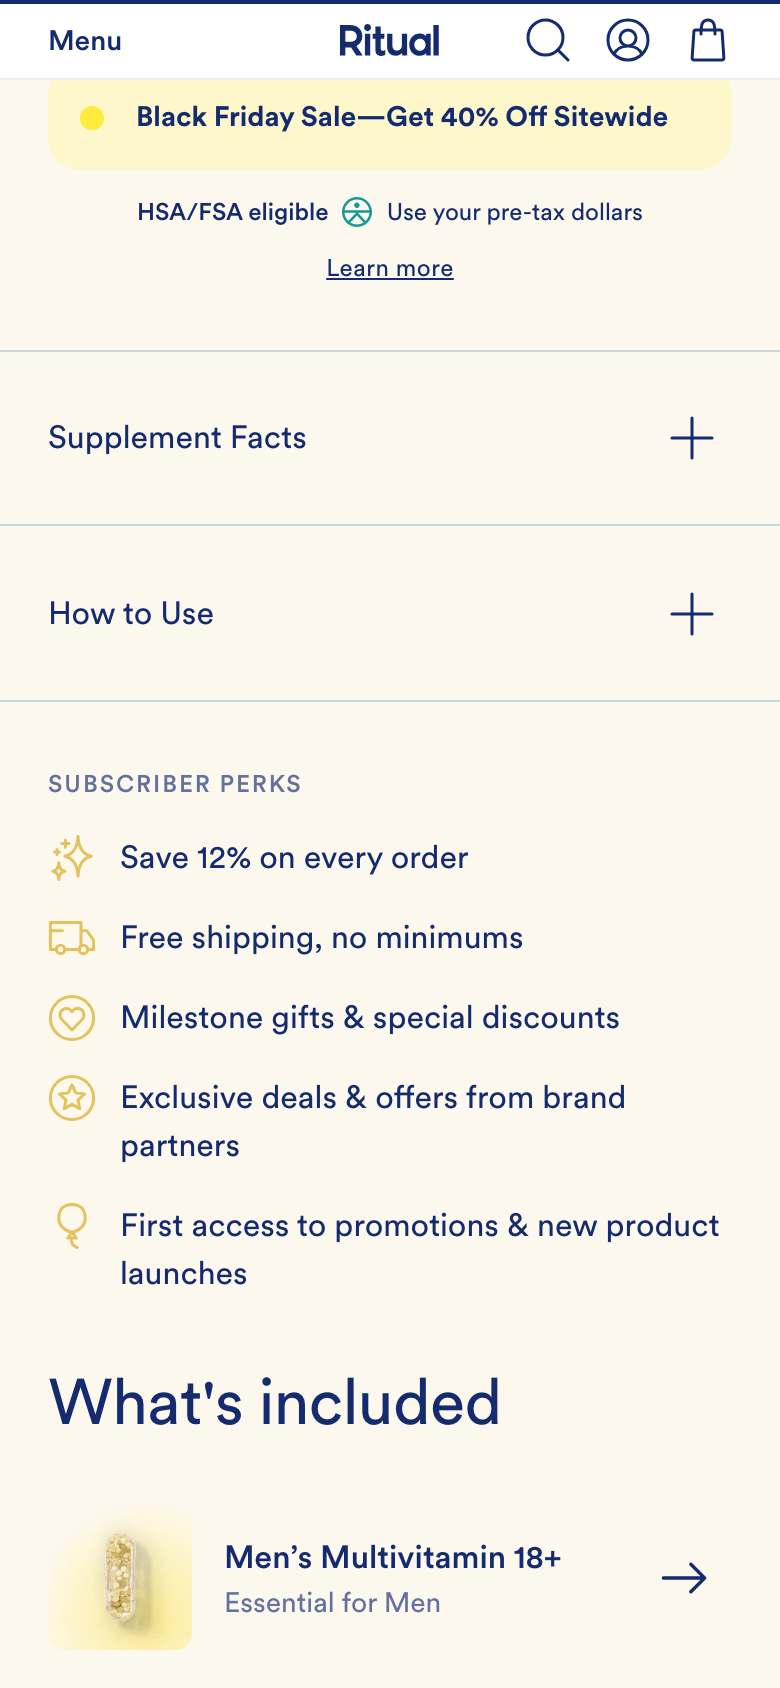 Menu
Ritual
Black Friday Sale—Get 40% Off Sitewide
HSA/FSA eligible Use your pre-tax dollars
Learn more
Supplement Facts
How to Use
SUBSCRIBER PERKS
Save 12% on every order
Free shipping, no minimums
Milestone gifts & special discounts
Exclusive deals & offers from brand
partners
First access to promotions & new product
launches
What's included
Men’s Multivitamin 18+
Essential for Men